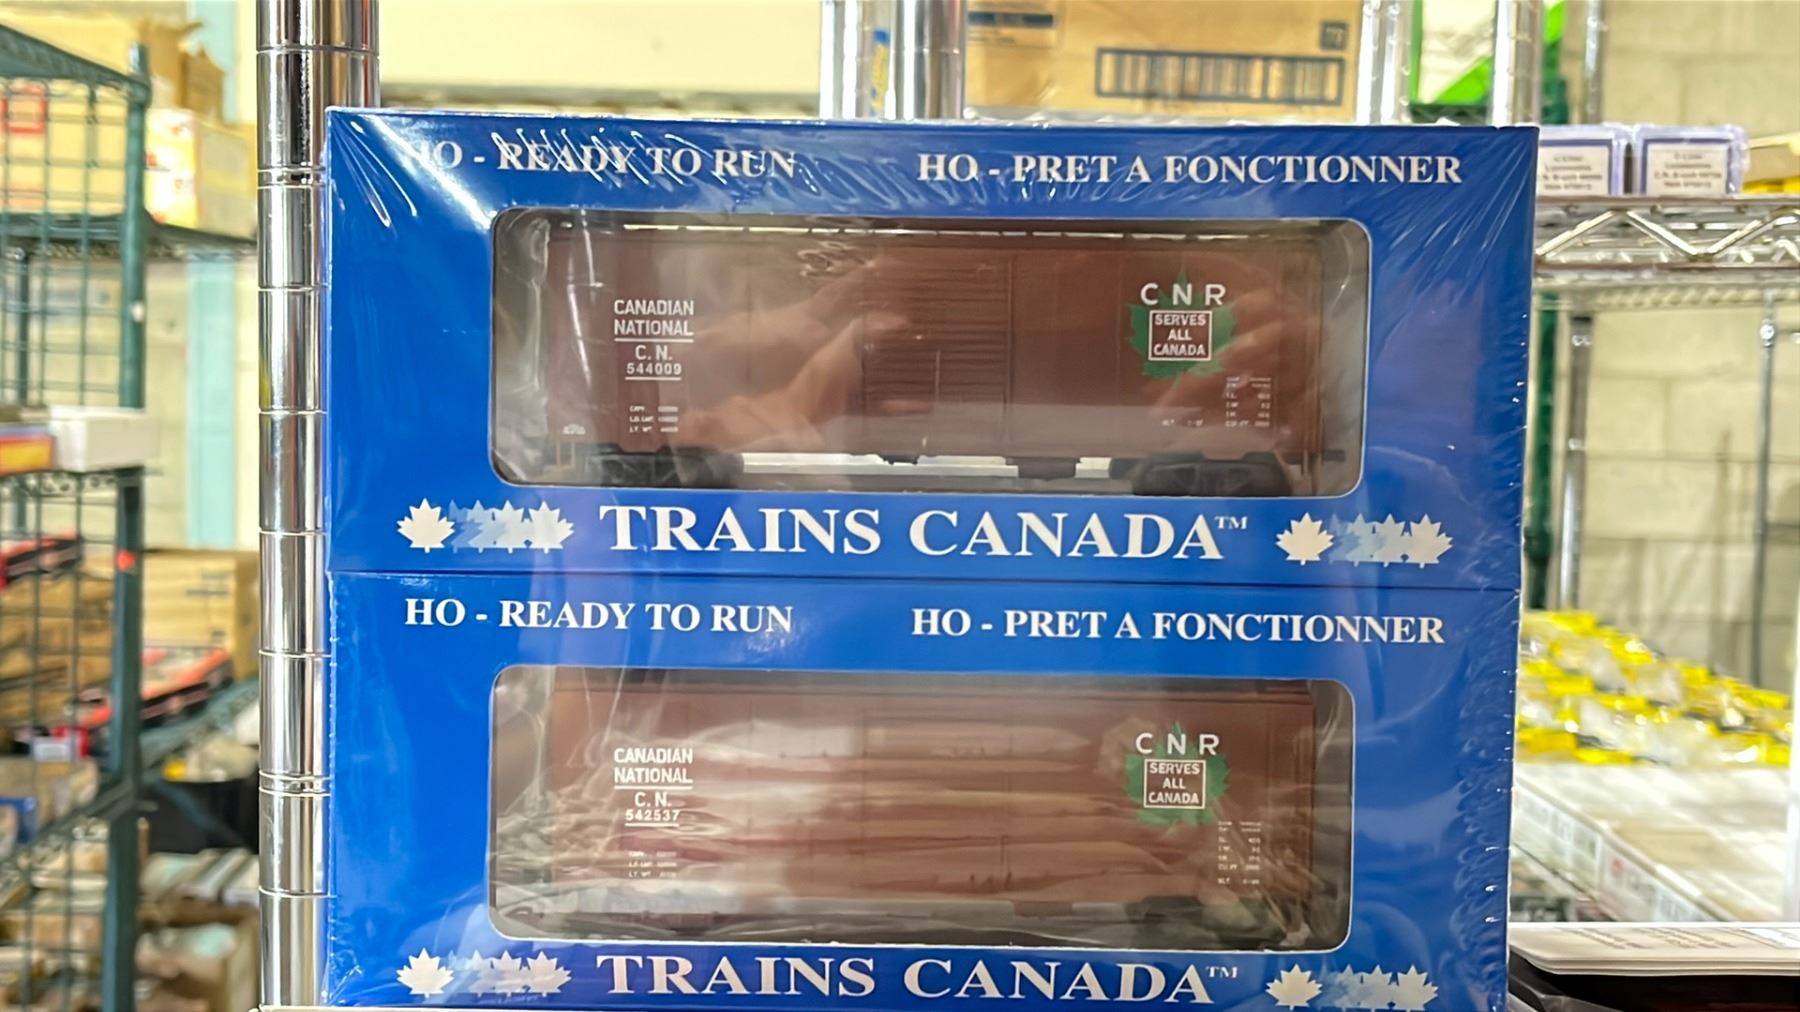 HO - READY TO RUN
HO - PRET A FONCTIONNER
CANADIAN
NATIONAL
C. N.
544009
CNR
SERVES
ALL
CANADA
TRAINS CANADA™
HO - READY TO RUN
HO - PRET A FONCTIONNER
CANADIAN
NATIONAL
C. N.
542537
CNR
SERVES
ALL
CANADA
TRAINS CANADA™